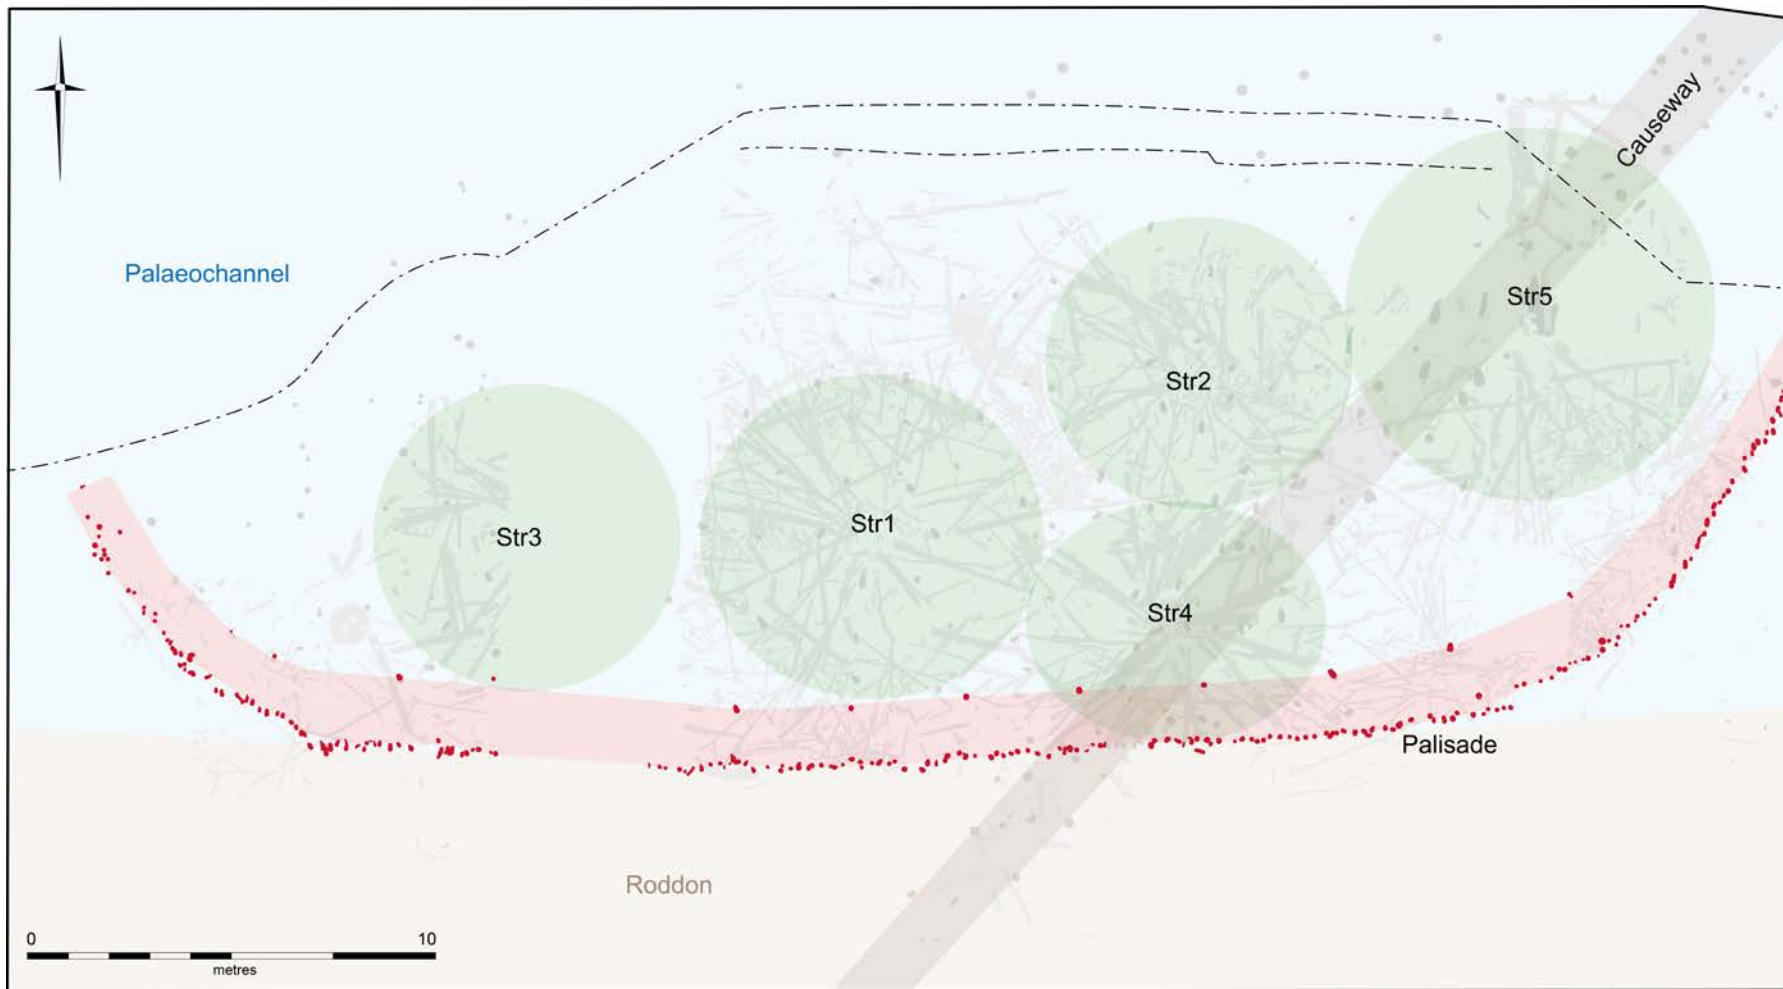 Causeway
Palaeochannel
Str5
Str2
Str1
Str3
Str4
Palisade
Roddon
0 10
metres